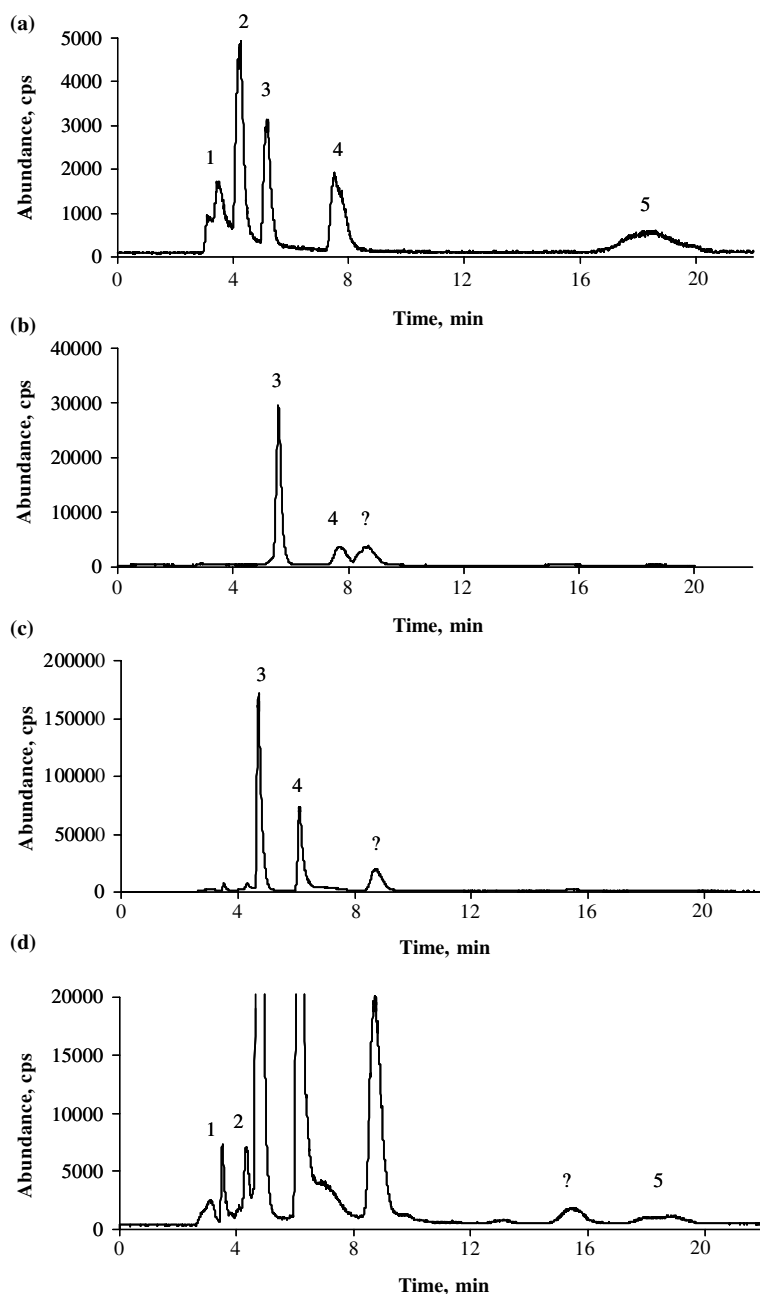 (a)
2
5000
4000
3
3000
1
4
2000
5
1000
0
0 4 8 12 16 20
Abundance, cps
Time, min
(b)
40000
3
30000
20000
4 ?
10000
0
0 4 8 12 16 20
Abundance, cps
Time, min
(c)
200000
3
150000
100000
4
50000
?
0
0 4 8 12 16 20
Abundance, cps
Time, min
(d)
20000
15000
10000
1 2
5000
? 5
0
0 4 8 12 16 20
Abundance, cps
Time, min